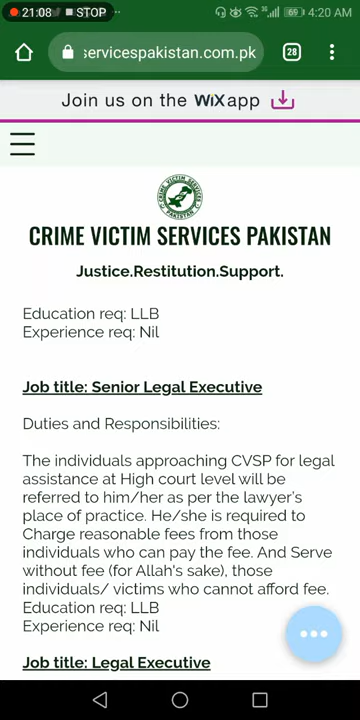 21:08 STOP
4:20 AM
servicespakistan.com.pk
28
Join us on the WiX app
CRIME VICTIM SERVICES PAKISTAN
Justice.Restitution.Support.
Education req: LLB
Experience req: Nil
Job title: Senior Legal Executive
Duties and Responsibilities:
The individuals approaching CVSP for legal
assistance at High court level will be
referred to him/her as per the lawyer's
place of practice. He/she is required to
Charge reasonable fees from those
individuals who can pay the fee. And Serve
without fee (for Allah's sake), those
individuals/ victims who cannot afford fee.
Education req: LLB
Experience req: Nil
Job title: Legal Executive